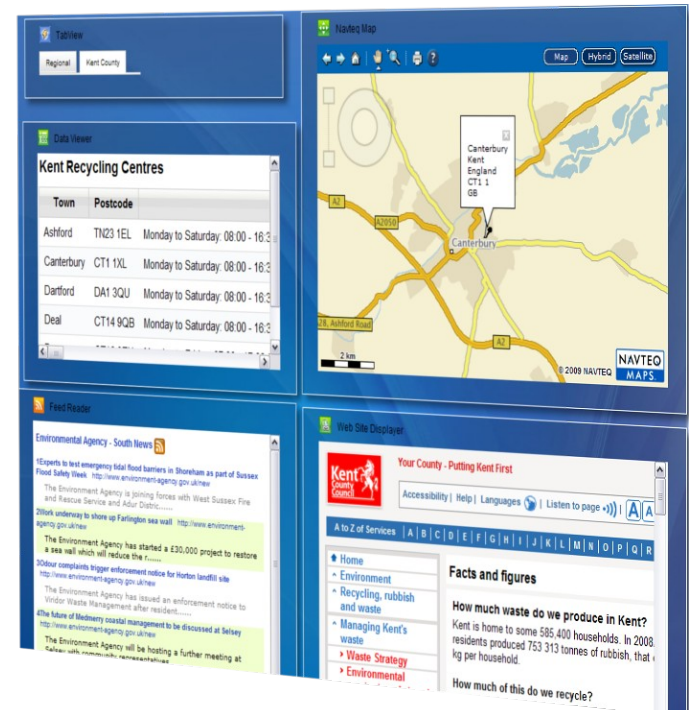 TabView
Regional
Kent County
Data Viewer
Kent Recycling Centres
Town Postcode
Ashford TN23 1EL Monday to Saturday: 08:00 - 16:3
Canterbury CT1 1XL Monday to Saturday: 08:00 - 16:3
Dartford DA1 3QU Monday to Saturday: 08:00 - 16:3
Deal CT14 9QB Monday to Saturday: 08:00 - 16:3
Navteq Map
Map Hybrid Satellite
Canterbury
Kent
England
CT1 1
GB
A2
A2050
A2
Canterbury
A28, Ashford Road
A2
2 km
© 2009 NAVTEQ
NAVTEQ
MAPS.
Feed Reader
Environmental Agency - South News
1Experts to test emergency tidal flood barriers in Shoreham as part of Sussex
Flood Safety Week http://www.environment-agency.gov.uk/new
The Environment Agency is joining forces with West Sussex Fire
and Rescue Service and Adur Distric......
2Work underway to shore up Farlington sea wall http://www.environment-
agency.gov.uk/new
The Environment Agency has started a £30,000 project to restore
a sea wall which will reduce the r......
3Odour complaints trigger enforcement notice for Horton landfill site
http://www.environment-agency.gov.uk/new
The Environment Agency has issued an enforcement notice to
Viridor Waste Management after resident......
4The future of Medmerry coastal management to be discussed at Selsey
http://www.environment-agency.gov.uk/new
The Environment Agency will be hosting a further meeting at
Selsey with community representatives
Web Site Displayer
Kent
County
Council
Your County - Putting Kent First
Accessibility | Help | Languages | Listen to page | A A
A to Z of Services | A | B | C | D | E | F | G | H | I | J | K | L | M | N | O | P | Q | R
Home
Environment
Recycling, rubbish
and waste
Managing Kent's
waste
Waste Strategy
Environmental
Facts and figures
How much waste do we produce in Kent?
Kent is home to some 585,400 households. In 2008
residents produced 753 313 tonnes of rubbish, that
kg per household.
How much of this do we recycle?